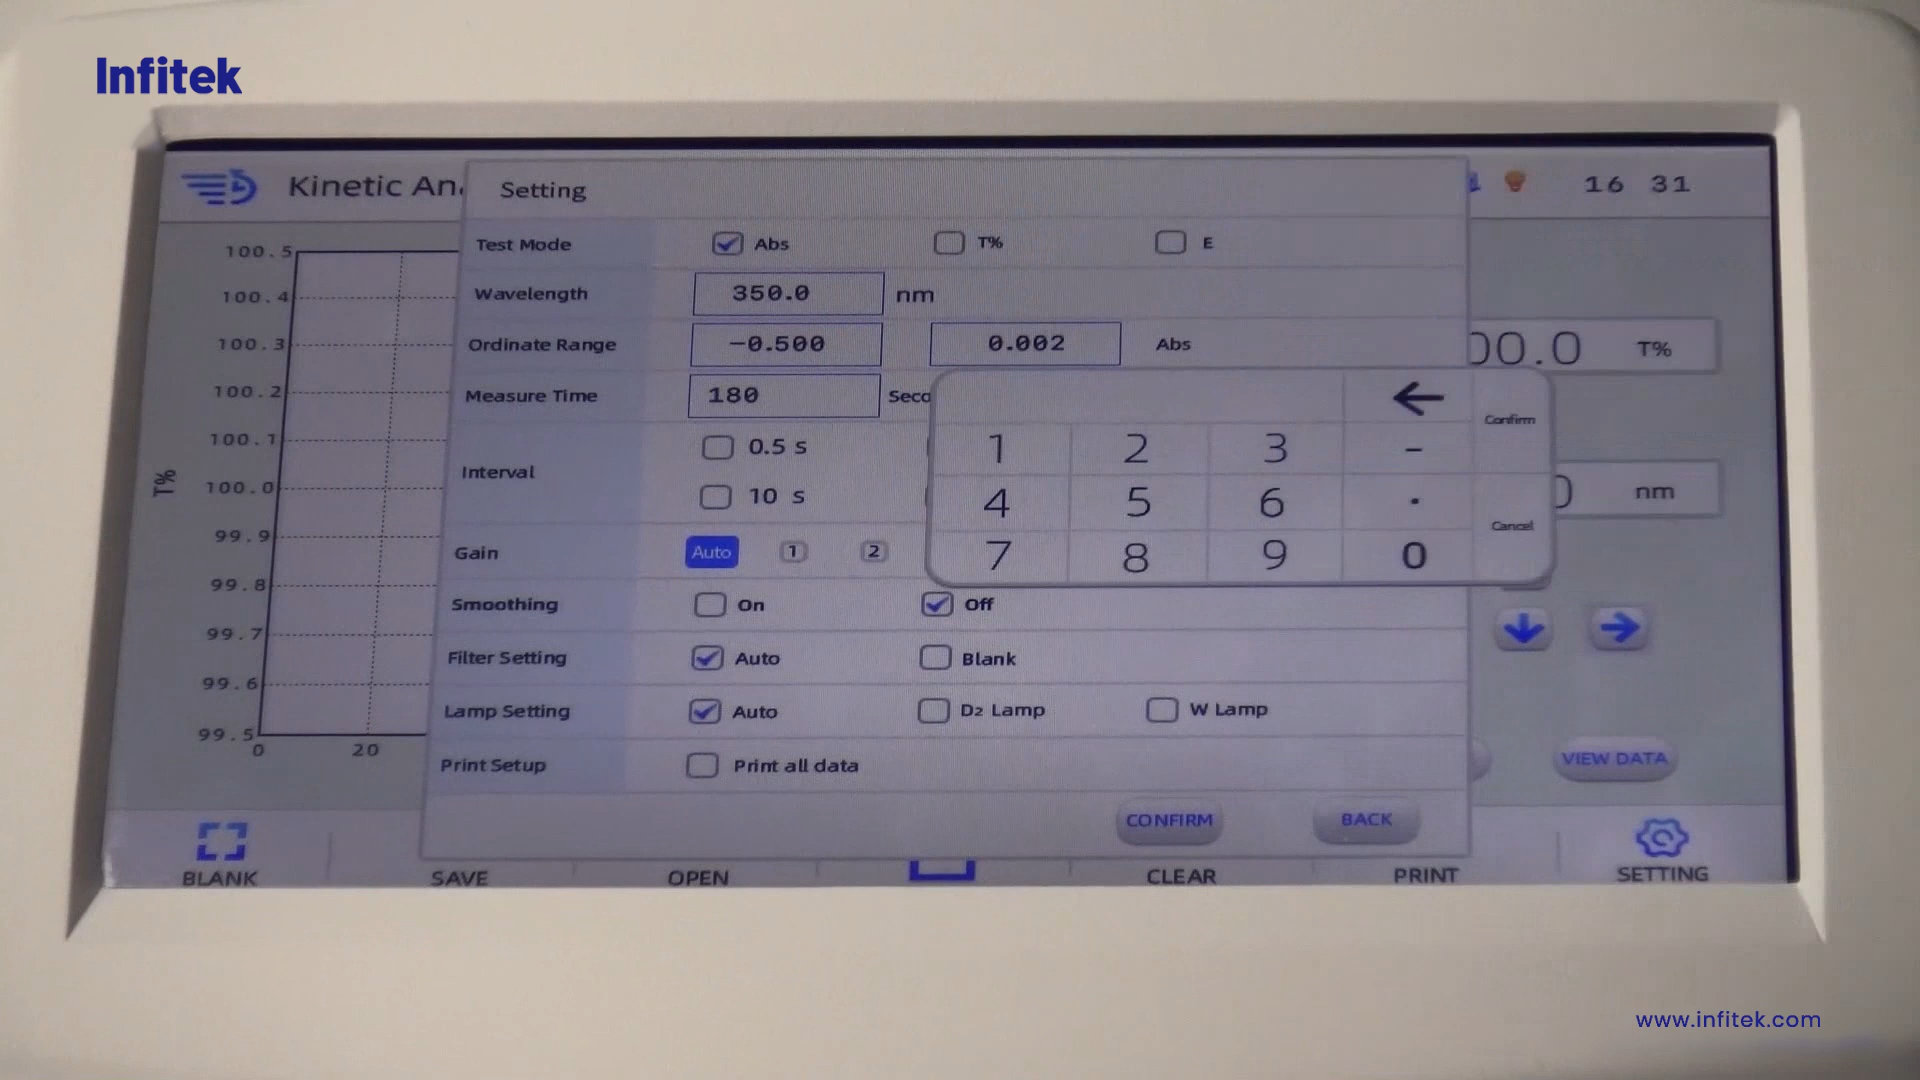 Infitek
Kinetic An
Setting
16 31
Test Mode
Abs
T%
E
Wavelength
350.0
nm
Ordinate Range
-0.500
0.002
Abs
Measure Time
180
Seco
Interval
0.5 s
10 s
Gain
Auto
1
2
Smoothing
On
Off
Filter Setting
Auto
Blank
Lamp Setting
Auto
D2 Lamp
W Lamp
Print Setup
Print all data
CONFIRM
BACK
←
Confirm
1 2 3 -
4 5 6 .
Cancel
7 8 9 0
100.5
100.4
100.3
100.2
100.1
100.0
99.9
99.8
99.7
99.6
99.5
T%
0 20
00.0 T%
0 nm
VIEW DATA
BLANK
SAVE
OPEN
CLEAR
PRINT
SETTING
www.infitek.com